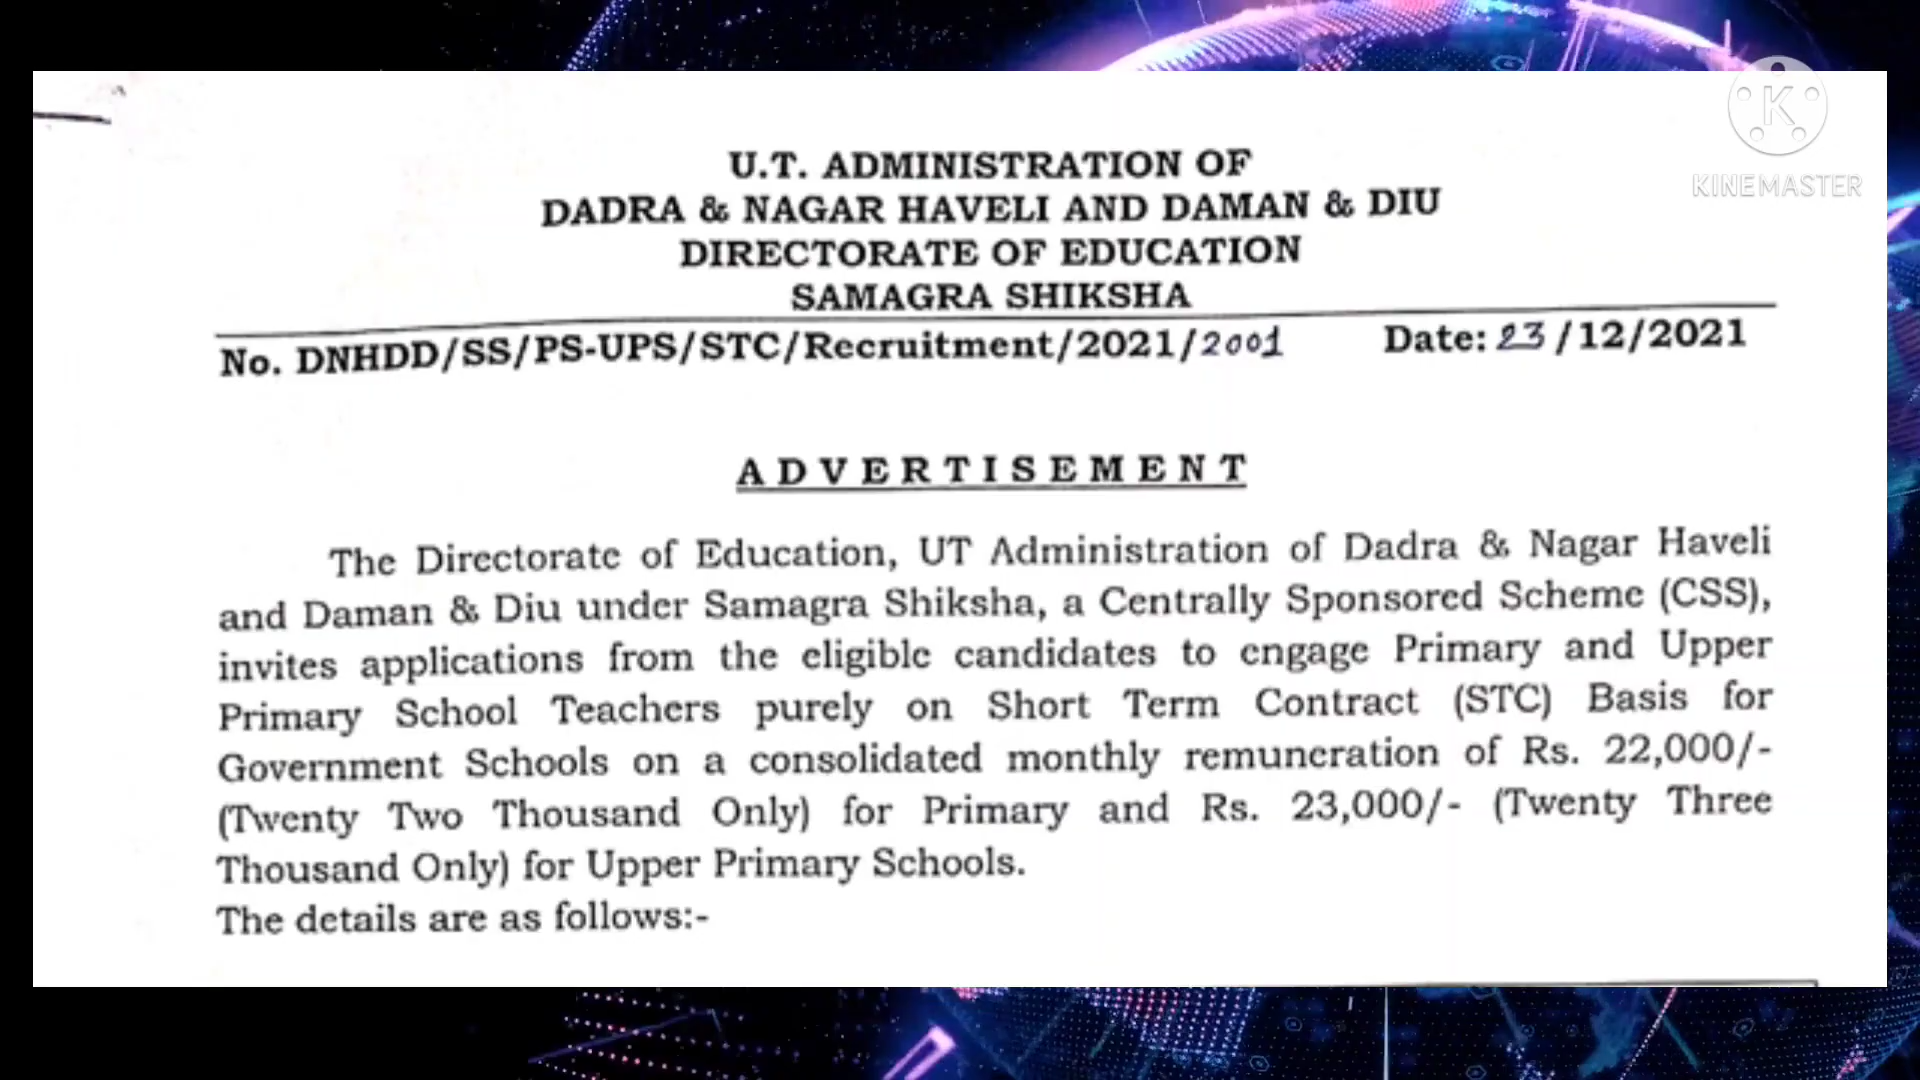 U.T. ADMINISTRATION OF
DADRA & NAGAR HAVELI AND DAMAN & DIU
DIRECTORATE OF EDUCATION
SAMAGRA SHIKSHA
No. DNHDD/SS/PS-UPS/STC/Recruitment/2021/2001 Date: 23/12/2021
ADVERTISEMENT
The Directorate of Education, UT Administration of Dadra & Nagar Haveli
and Daman & Diu under Samagra Shiksha, a Centrally Sponsored Scheme (CSS),
invites applications from the eligible candidates to engage Primary and Upper
Primary School Teachers purely on Short Term Contract (STC) Basis for
Government Schools on a consolidated monthly remuneration of Rs. 22,000/-
(Twenty Two Thousand Only) for Primary and Rs. 23,000/- (Twenty Three
Thousand Only) for Upper Primary Schools.
The details are as follows:-
K
KINEMASTER